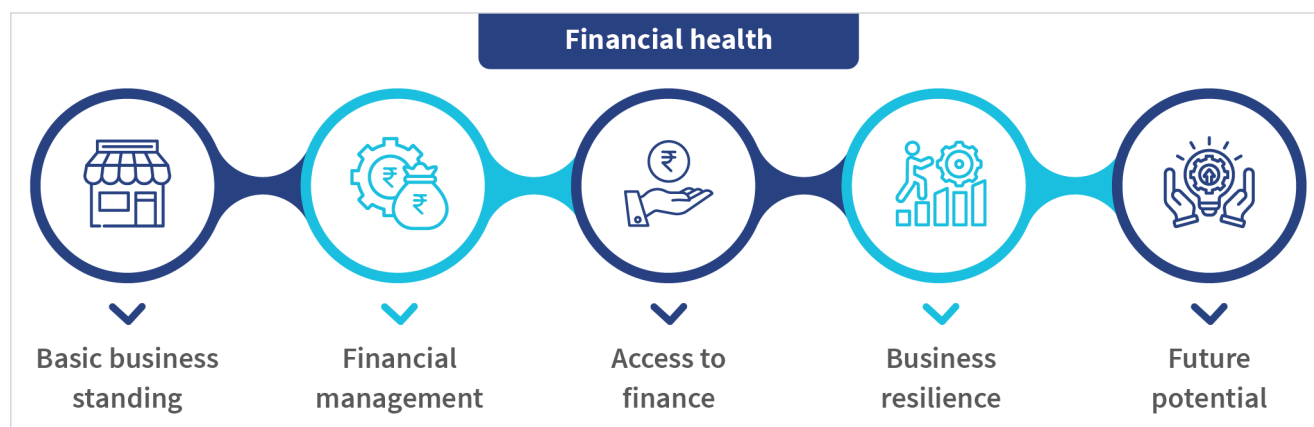 Financial health
₹
₹
₹
Basic business
standing
Financial
management
Access to
finance
Business
resilience
Future
potential